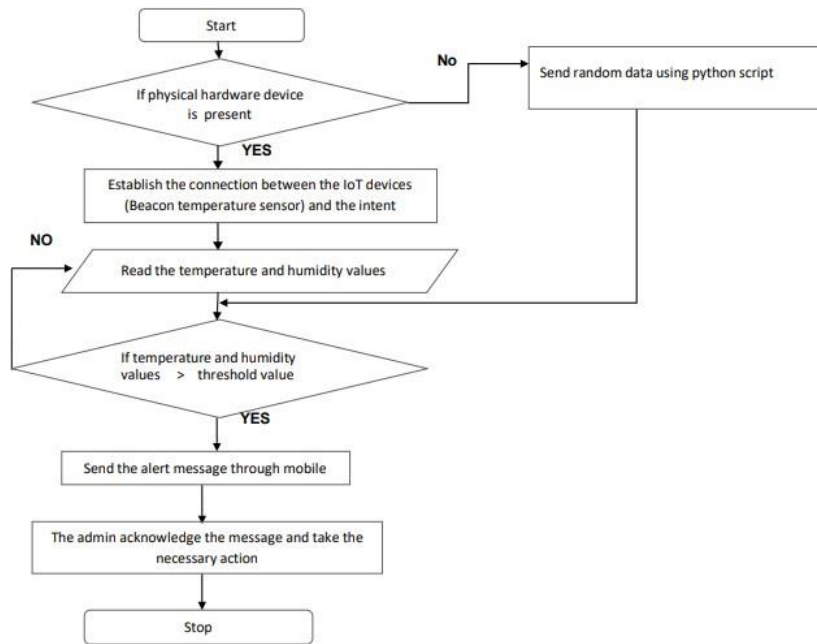 Start
No
Send random data using python script
If physical hardware device
is present
YES
Establish the connection between the IoT devices
(Beacon temperature sensor) and the intent
NO
Read the temperature and humidity values
If temperature and humidity
values > threshold value
YES
Send the alert message through mobile
The admin acknowledge the message and take the
necessary action
Stop